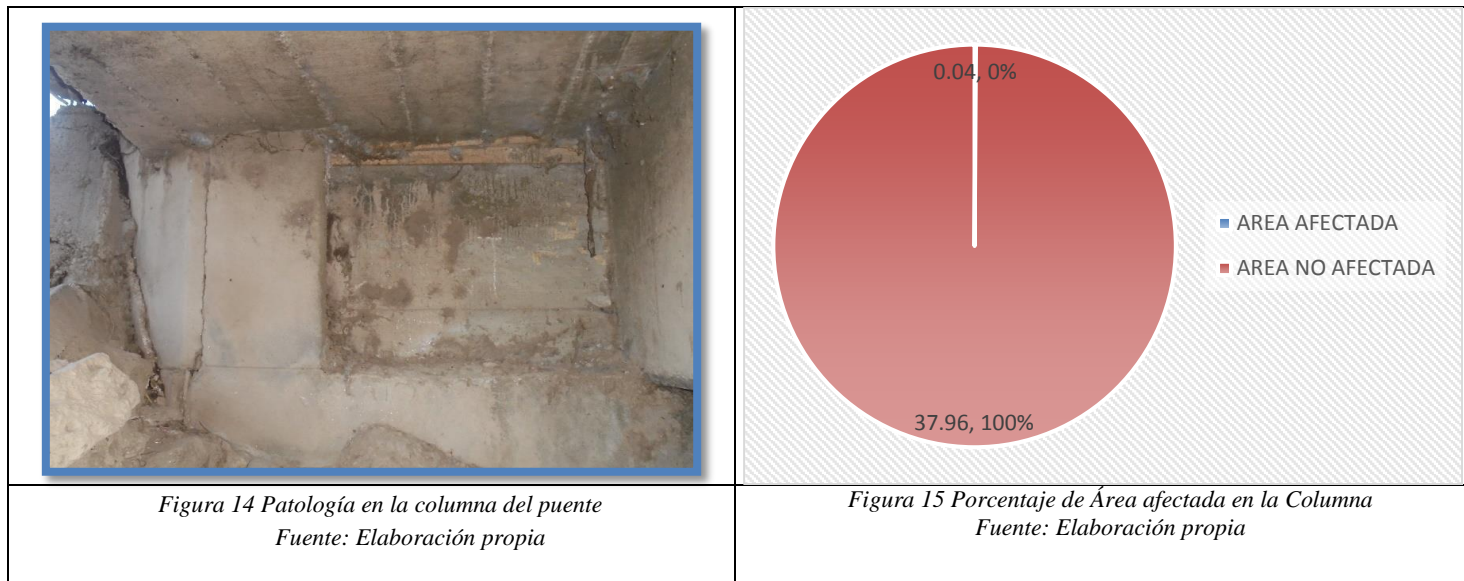 Figura 14 Patología en la columna del puente
Fuente: Elaboración propia
0.04, 0%
37.96, 100%
AREA AFECTADA
AREA NO AFECTADA
Figura 15 Porcentaje de Área afectada en la Columna
Fuente: Elaboración propia